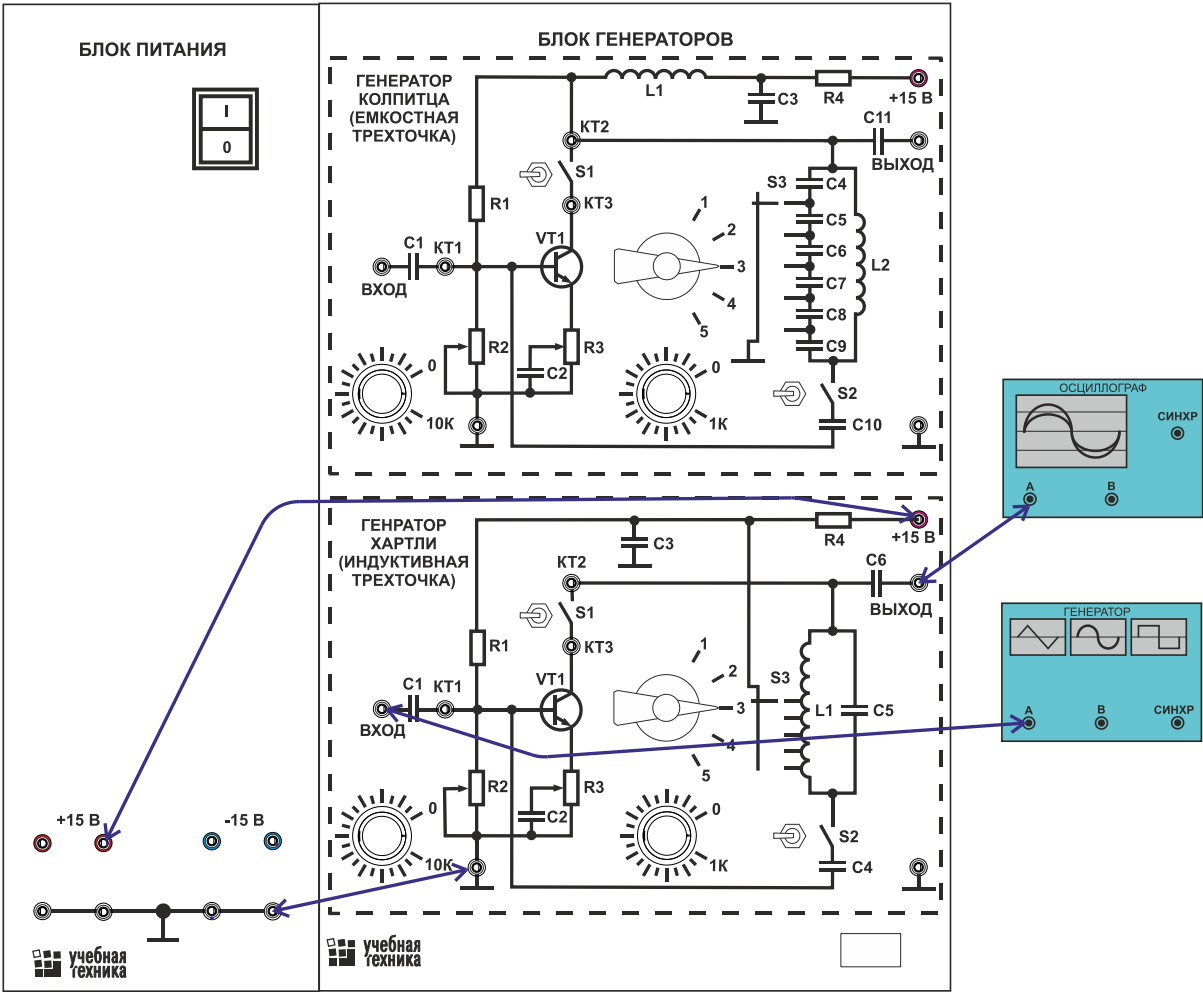 БЛОК ПИТАНИЯ
I
0
+15 В
-15 В
учебная
техника
БЛОК ГЕНЕРАТОРОВ
ГЕНЕРАТОР
КОЛПИТЦА
(ЕМКОСТНАЯ
ТРЕХТОЧКА)
L1
C3
R4
+15 В
C11
ВЫХОД
КТ2
S1
КТ3
R1
VT1
C1
КТ1
ВХОД
1
2
3
4
5
S3
C4
C5
C6
C7
C8
C9
L2
R2
R3
C2
0
10К
0
1К
S2
C10
ГЕНРАТОР
ХАРТЛИ
(ИНДУКТИВНАЯ
ТРЕХТОЧКА)
C3
R4
+15 В
C6
ВЫХОД
КТ2
S1
КТ3
R1
VT1
C1
КТ1
ВХОД
1
2
3
4
5
S3
L1
C5
R2
R3
C2
0
10К
0
1К
S2
C4
учебная
техника
ОСЦИЛЛОГРАФ
СИНХР
A
B
ГЕНЕРАТОР
A
B
СИНХР